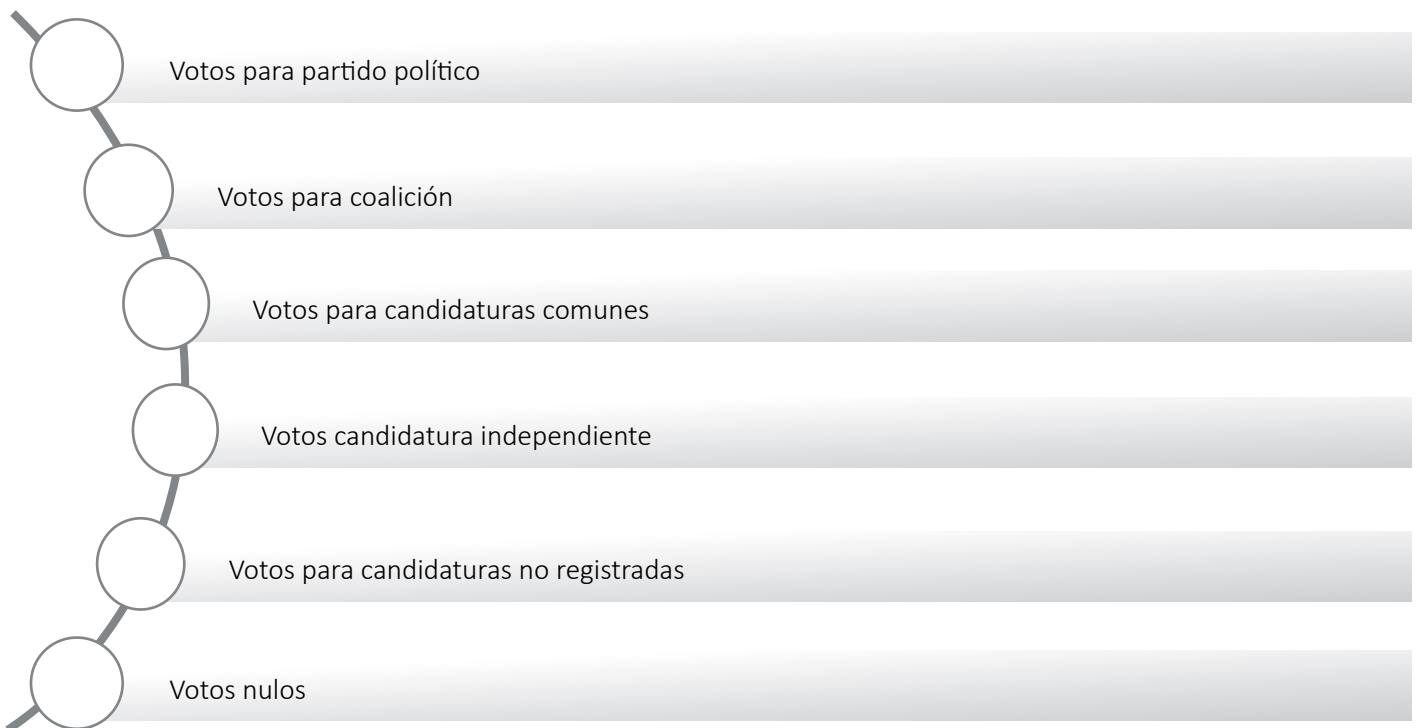 Votos para partido político
Votos para coalición
Votos para candidaturas comunes
Votos candidatura independiente
Votos para candidaturas no registradas
Votos nulos